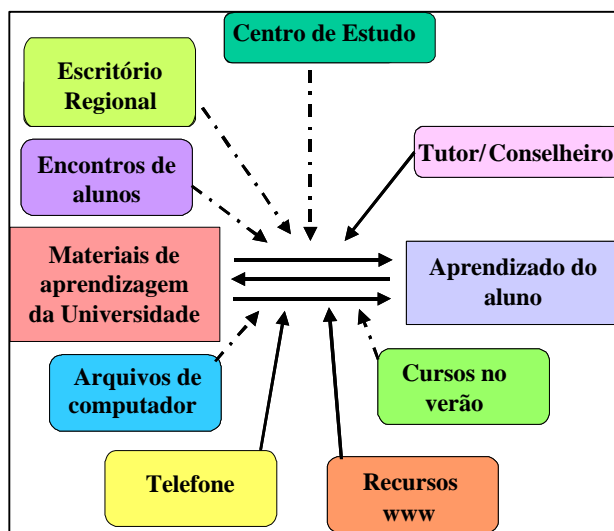 Centro de Estudo
Escritório
Regional
Encontros de
alunos
Tutor/Conselheiro
Materiais de
aprendizagem
da Universidade
Aprendizado do
aluno
Arquivos de
computador
Cursos no
verão
Telefone
Recursos
www